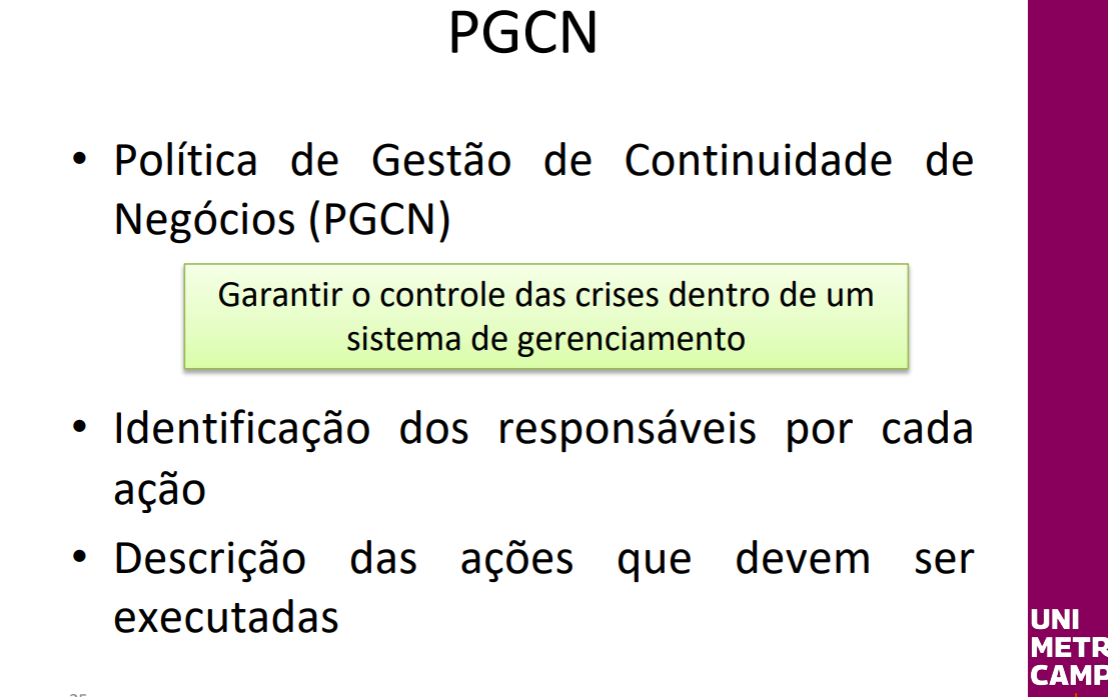 PGCN
• Política de Gestão de Continuidade de
Negócios (PGCN)
Garantir o controle das crises dentro de um
sistema de gerenciamento
• Identificação dos responsáveis por cada
ação
• Descrição das ações que devem ser
executadas
UNI
METR
CAMP